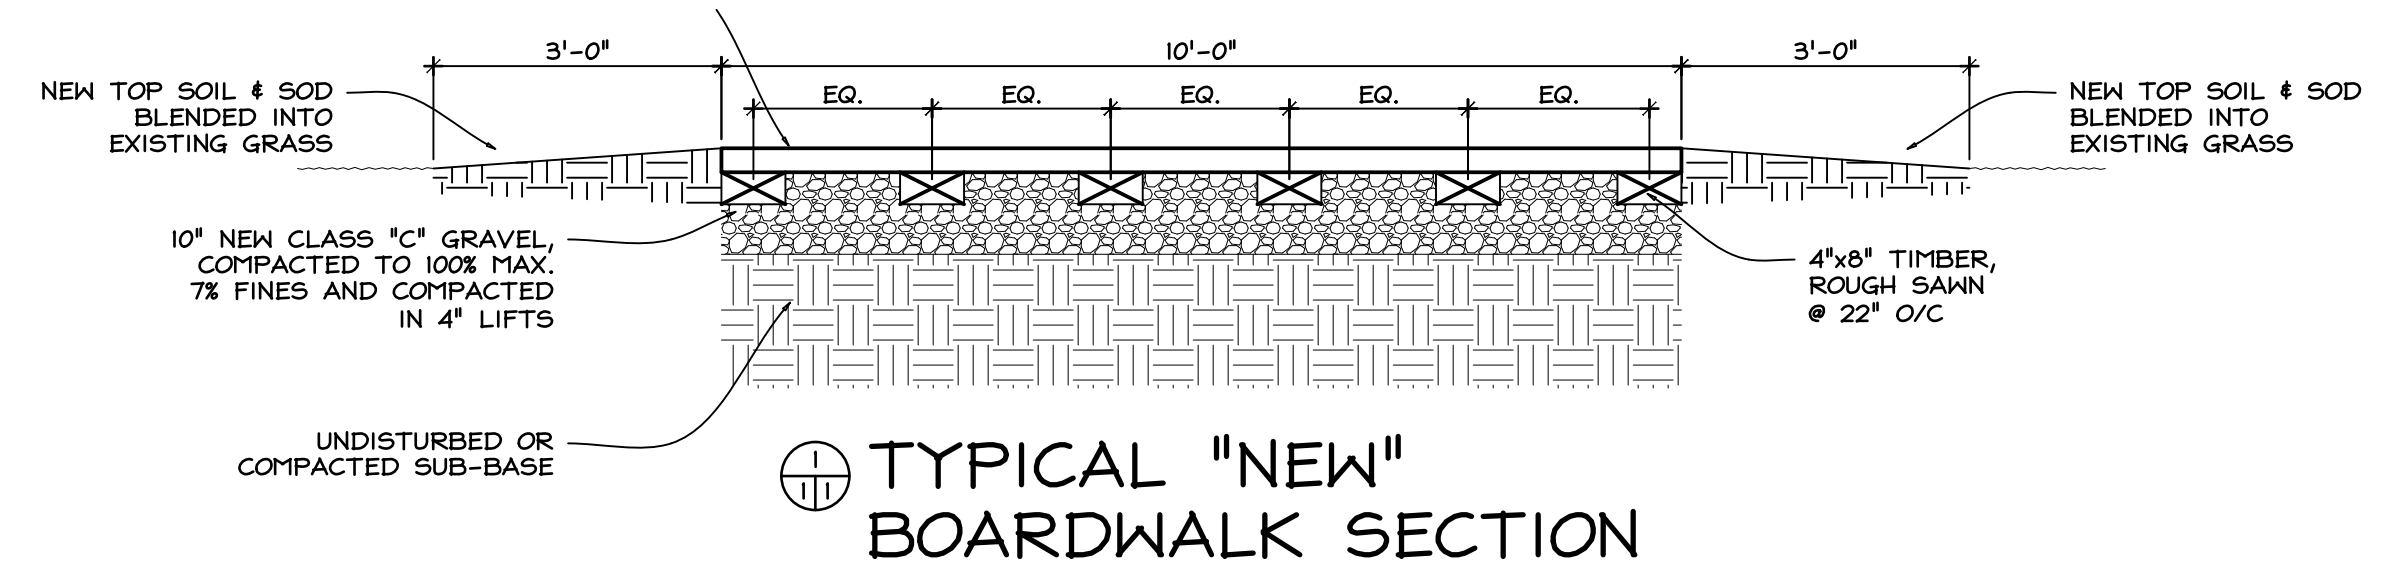 3'-0"
10'-0"
3'-0"
EQ.
EQ.
EQ.
EQ.
EQ.
NEW TOP SOIL & SOD
BLENDED INTO
EXISTING GRASS
NEW TOP SOIL & SOD
BLENDED INTO
EXISTING GRASS
10" NEW CLASS "C" GRAVEL,
COMPACTED TO 100% MAX.
7% FINES AND COMPACTED
IN 4" LIFTS
4"x8" TIMBER,
ROUGH SAWN
@ 22" O/C
UNDISTURBED OR
COMPACTED SUB-BASE
1
1 1
TYPICAL "NEW"
BOARDWALK SECTION